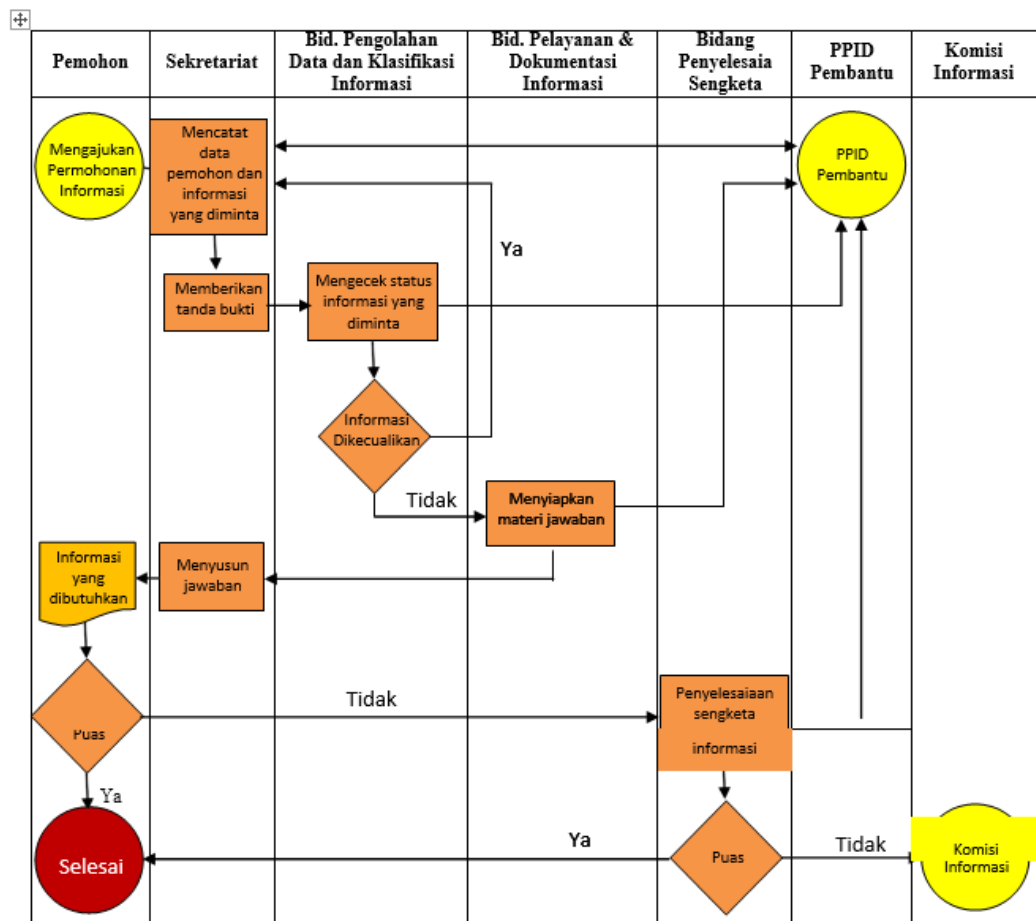 Pemohon
Sekretariat
Bid. Pengolahan
Data dan Klasifikasi
Informasi
Bid. Pelayanan &
Dokumentasi
Informasi
Bidang
Penyelesaia
Sengketa
PPID
Pembantu
Komisi
Informasi
Mengajukan
Permohonan
Informasi
Mencatat
data
pemohon dan
informasi
yang diminta
PPID
Pembantu
Ya
Memberikan
tanda bukti
Mengecek status
informasi yang
diminta
Informasi
Dikecualikan
Tidak
Menyiapkan
materi jawaban
Informasi
yang
dibutuhkan
Menyusun
jawaban
Puas
Tidak
Penyelesaiaan
sengketa
informasi
Ya
Selesai
Ya
Puas
Tidak
Komisi
Informasi